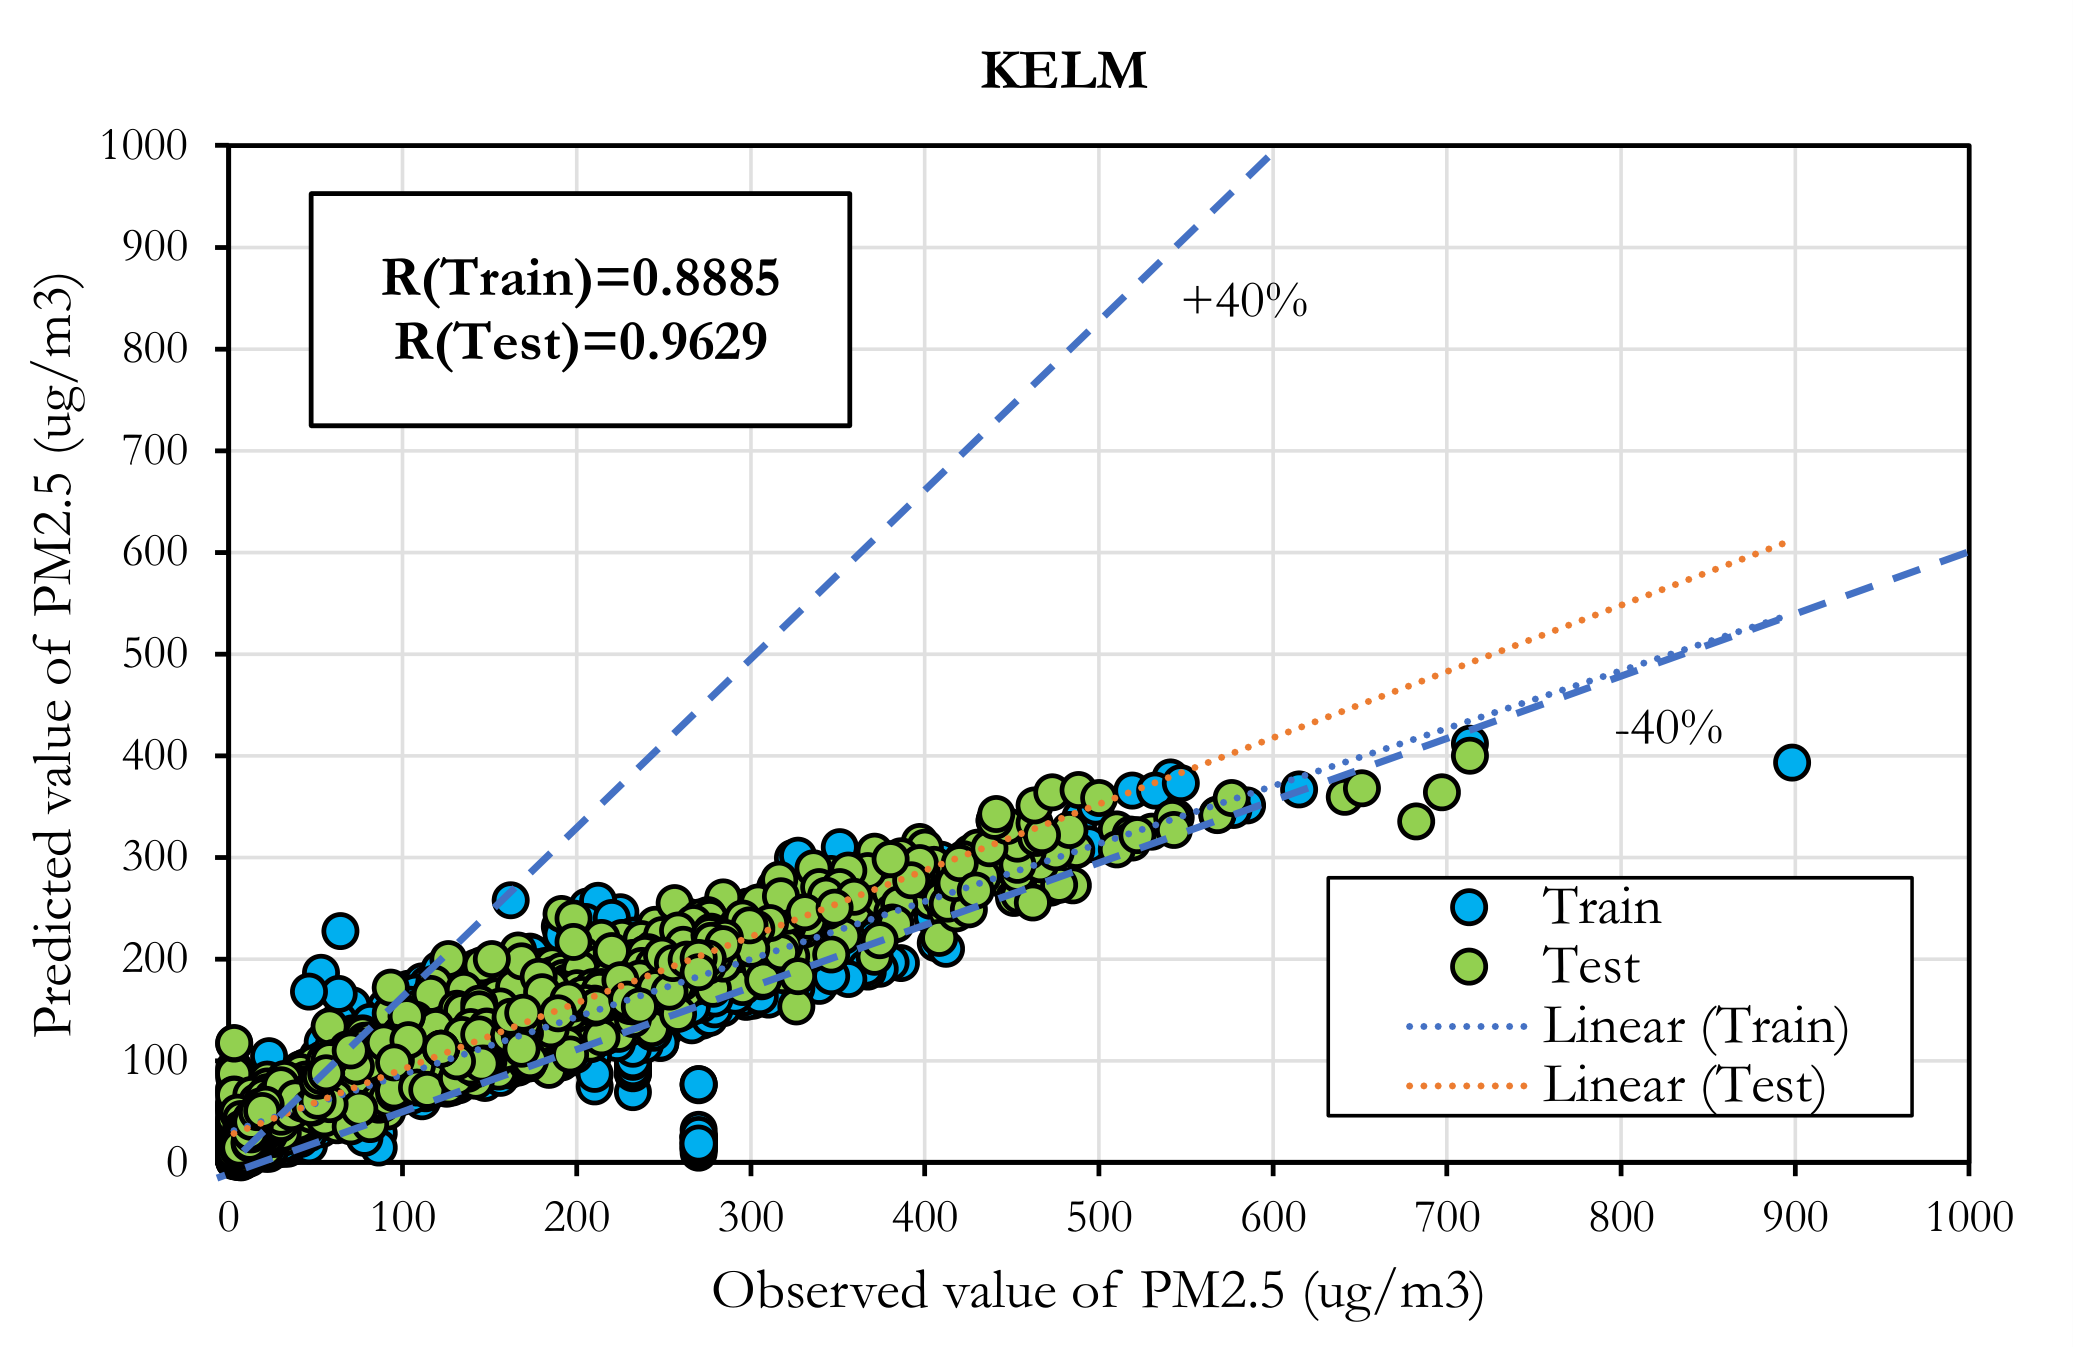 KELM
1000
900
800
700
600
500
400
300
200
100
0
Predicted value of PM2.5 (ug/m3)
R(Train)=0.8885
R(Test)=0.9629
+40%
-40%
Train
Test
Linear (Train)
Linear (Test)
0 100 200 300 400 500 600 700 800 900 1000
Observed value of PM2.5 (ug/m3)